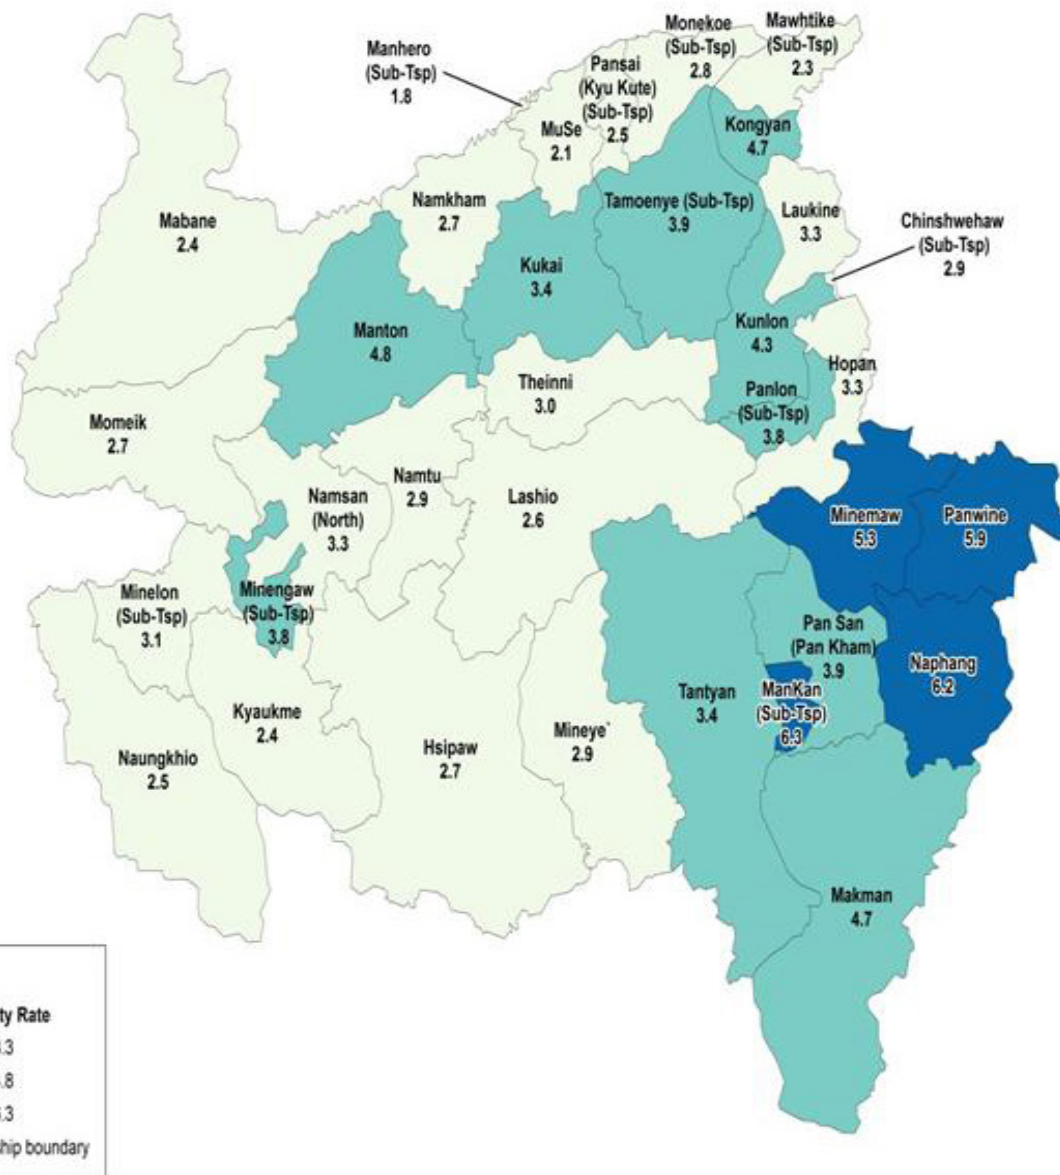 Manhero
(Sub-Tsp)
1.8
Pansai
(Kyu Kute)
(Sub-Tsp)
2.5
Monekoe
(Sub-Tsp)
2.8
Mawhtike
(Sub-Tsp)
2.3
MuSe
2.1
Kongyan
4.7
Mabane
2.4
Namkham
2.7
Tamoenye (Sub-Tsp)
3.9
Laukine
3.3
Chinshwehaw
(Sub-Tsp)
2.9
Kukai
3.4
Manton
4.8
Kunlon
4.3
Hopan
3.3
Theinni
3.0
Panlon
(Sub-Tsp)
3.8
Momeik
2.7
Namtu
2.9
Namsan
(North)
3.3
Lashio
2.6
Minemaw
5.3
Panwine
5.9
Minelon
(Sub-Tsp)
3.1
Minengaw
(Sub-Tsp)
3.8
Pan San
(Pan Kham)
3.9
Naphang
6.2
Tantyan
3.4
ManKan
(Sub-Tsp)
6.3
Kyaukme
2.4
Mineye`
2.9
Naungkhio
2.5
Hsipaw
2.7
Makman
4.7
ty Rate
.3
.8
.3
ship boundary